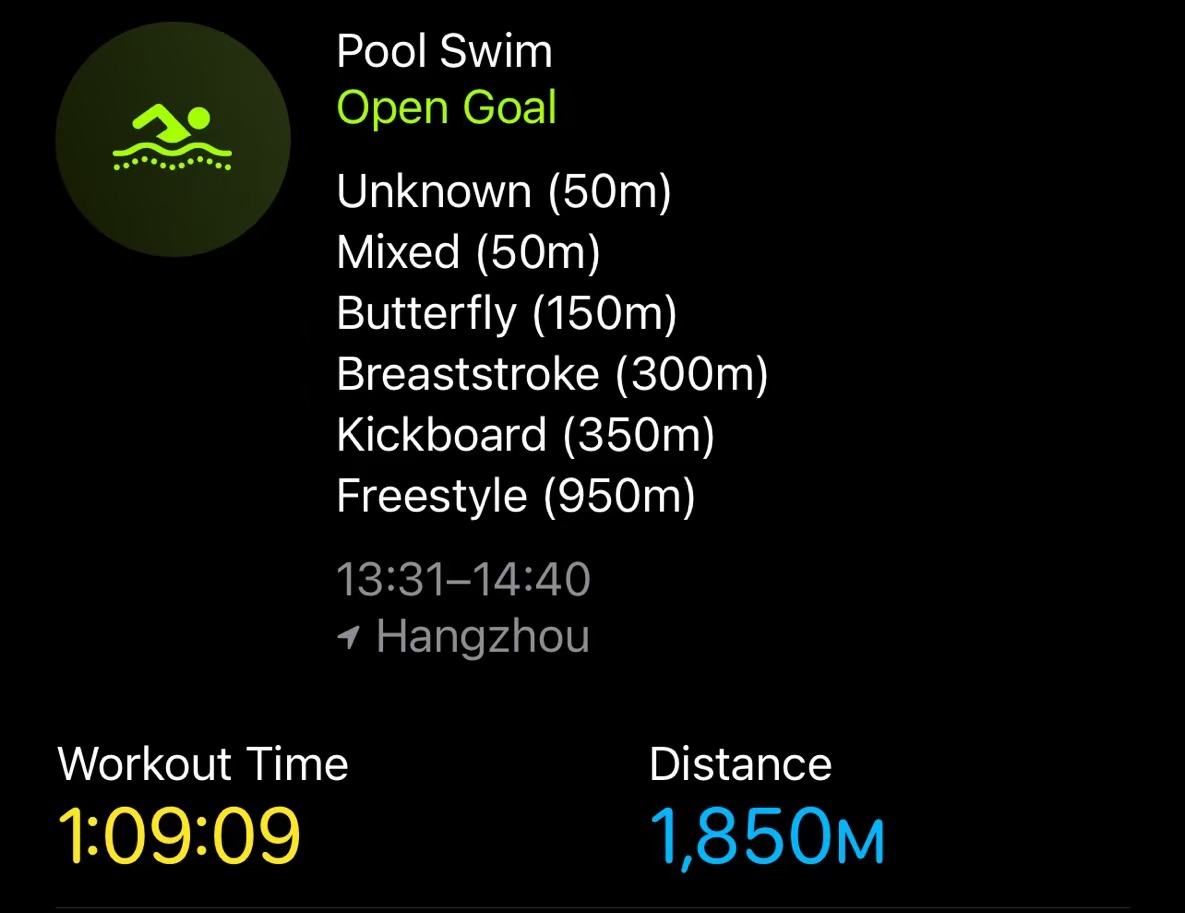 Pool Swim
Open Goal
Unknown (50m)
Mixed (50m)
Butterfly (150m)
Breaststroke (300m)
Kickboard (350m)
Freestyle (950m)
13:31–14:40
Hangzhou
Workout Time
1:09:09
Distance
1,850M